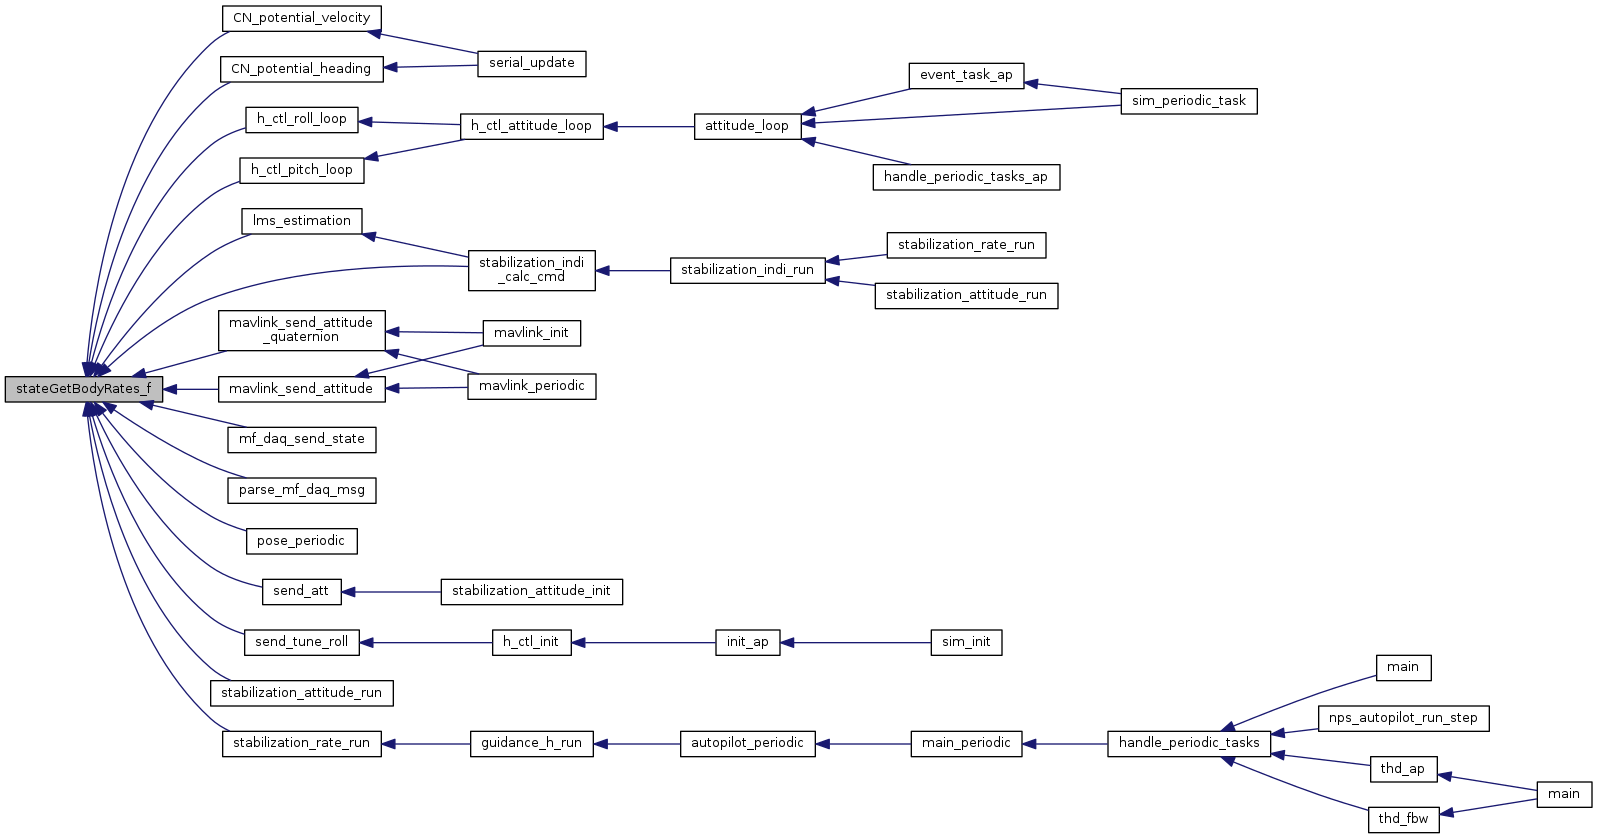 CN_potential_velocity
serial_update
CN_potential_heading
event_task_ap
sim_periodic_task
h_ctl_roll_loop
h_ctl_attitude_loop
attitude_loop
h_ctl_pitch_loop
handle_periodic_tasks_ap
lms_estimation
stabilization_rate_run
stabilization_indi
_calc_cmd
stabilization_indi_run
stabilization_attitude_run
mavlink_send_attitude
_quaternion
mavlink_init
stateGetBodyRates_f
mavlink_send_attitude
mavlink_periodic
mf_daq_send_state
parse_mf_daq_msg
pose_periodic
send_att
stabilization_attitude_init
send_tune_roll
h_ctl_init
init_ap
sim_init
main
stabilization_attitude_run
nps_autopilot_run_step
stabilization_rate_run
guidance_h_run
autopilot_periodic
main_periodic
handle_periodic_tasks
thd_ap
main
thd_fbw